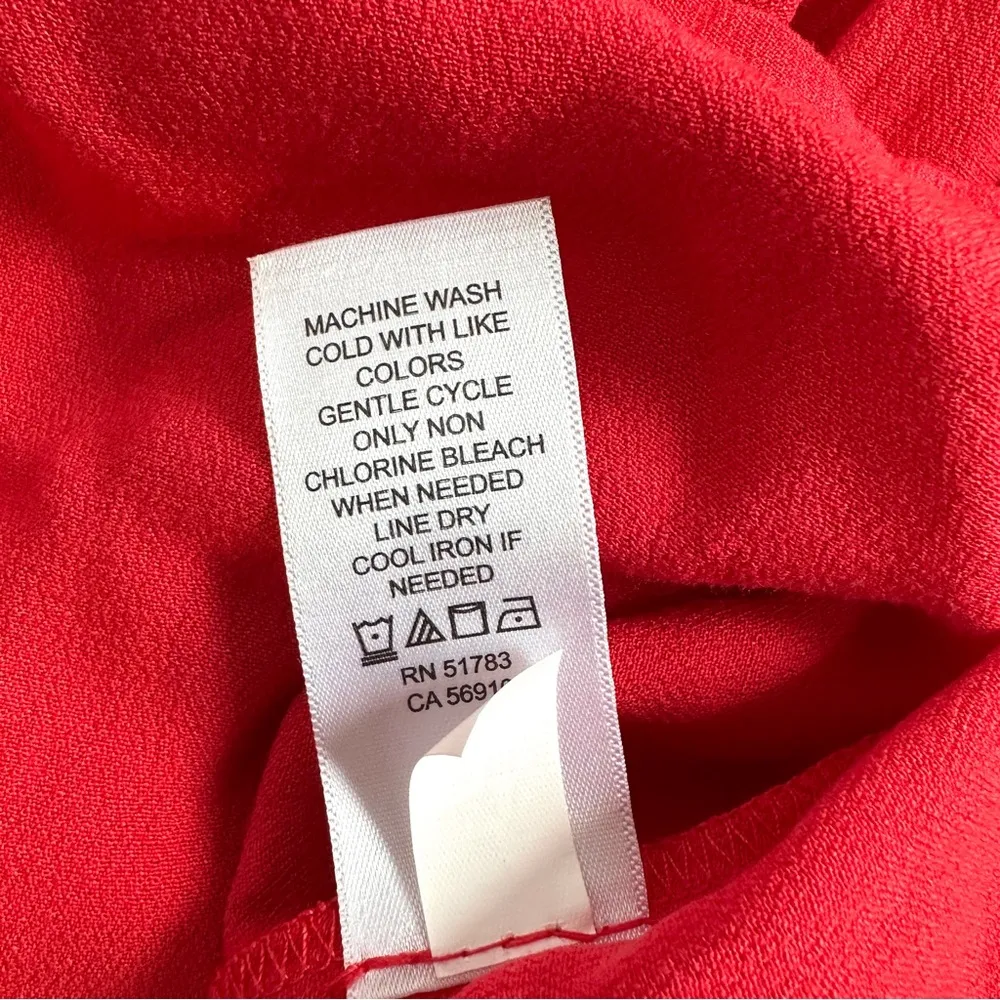 MACHINE WASH
COLD WITH LIKE
COLORS
GENTLE CYCLE
ONLY NON
CHLORINE BLEACH
WHEN NEEDED
LINE DRY
COOL IRON IF
NEEDED
RN 51783
CA